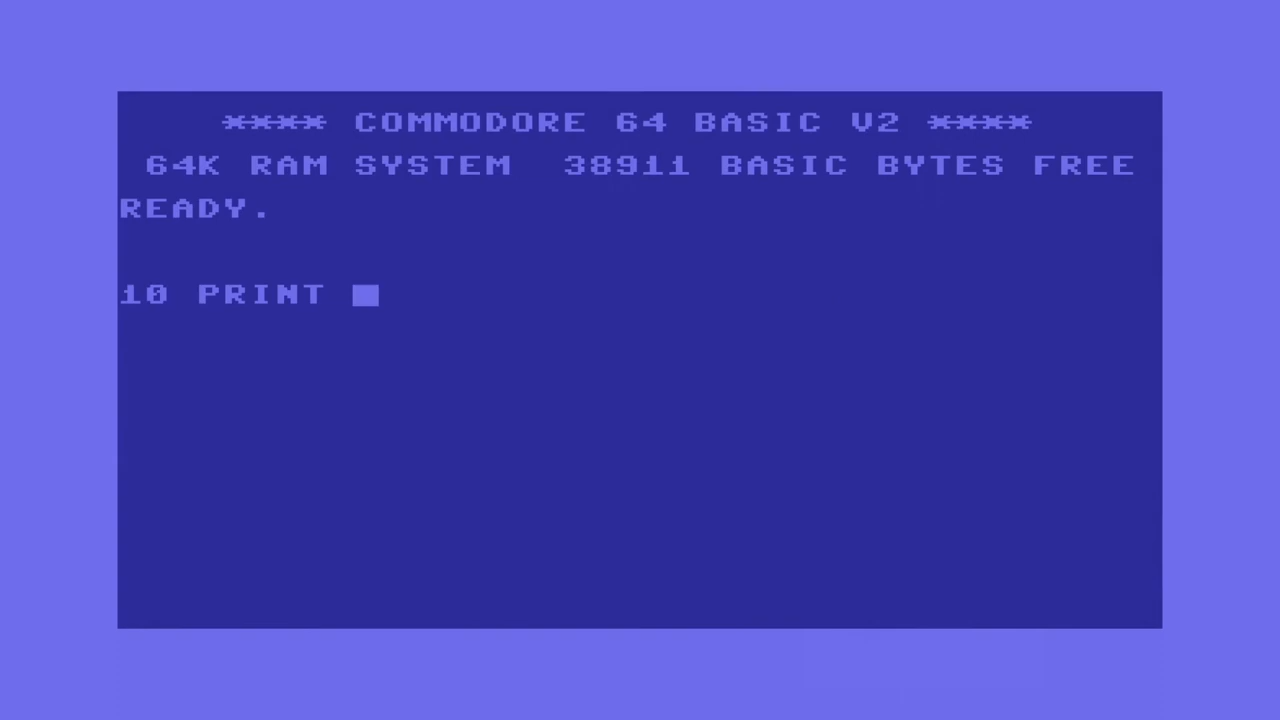 **** COMMODORE 64 BASIC V2 ****
64K RAM SYSTEM  38911 BASIC BYTES FREE
READY.
10 PRINT